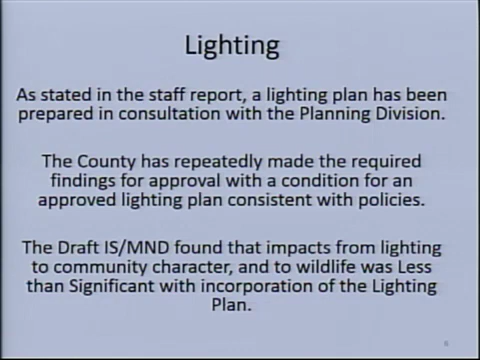 Lighting
As stated in the staff report, a lighting plan has been
prepared in consultation with the Planning Division.
The County has repeatedly made the required
findings for approval with a condition for an
approved lighting plan consistent with policies.
The Draft IS/MND found that impacts from lighting
to community character, and to wildlife was Less
than Significant with incorporation of the Lighting
Plan.